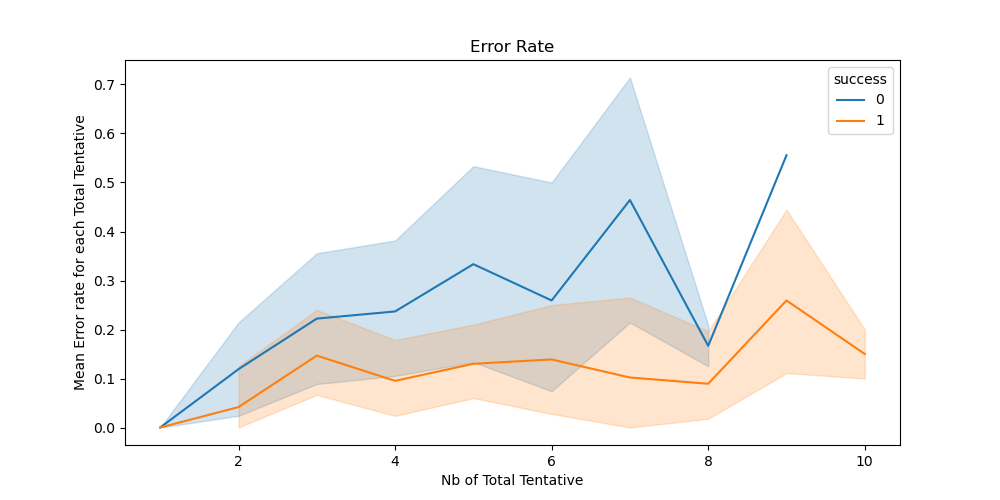 Error Rate
success
0
1
0.7
0.6
0.5
0.4
0.3
0.2
0.1
0.0
Mean Error rate for each Total Tentative
2 4 6 8 10
Nb of Total Tentative